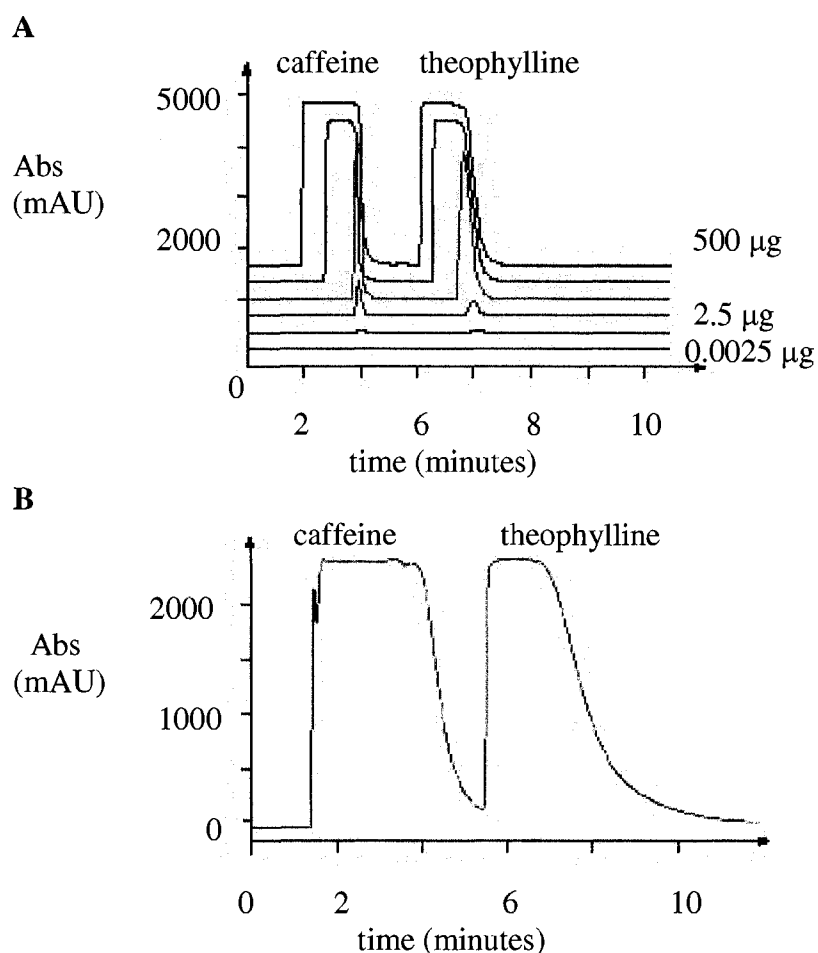 A
caffeine theophylline
5000
Abs
(mAU)
2000
500 µg
2.5 µg
0.0025 µg
0
2 4 6 8 10
time (minutes)
B
caffeine theophylline
2000
Abs
(mAU)
1000
0
0 2 6 10
time (minutes)